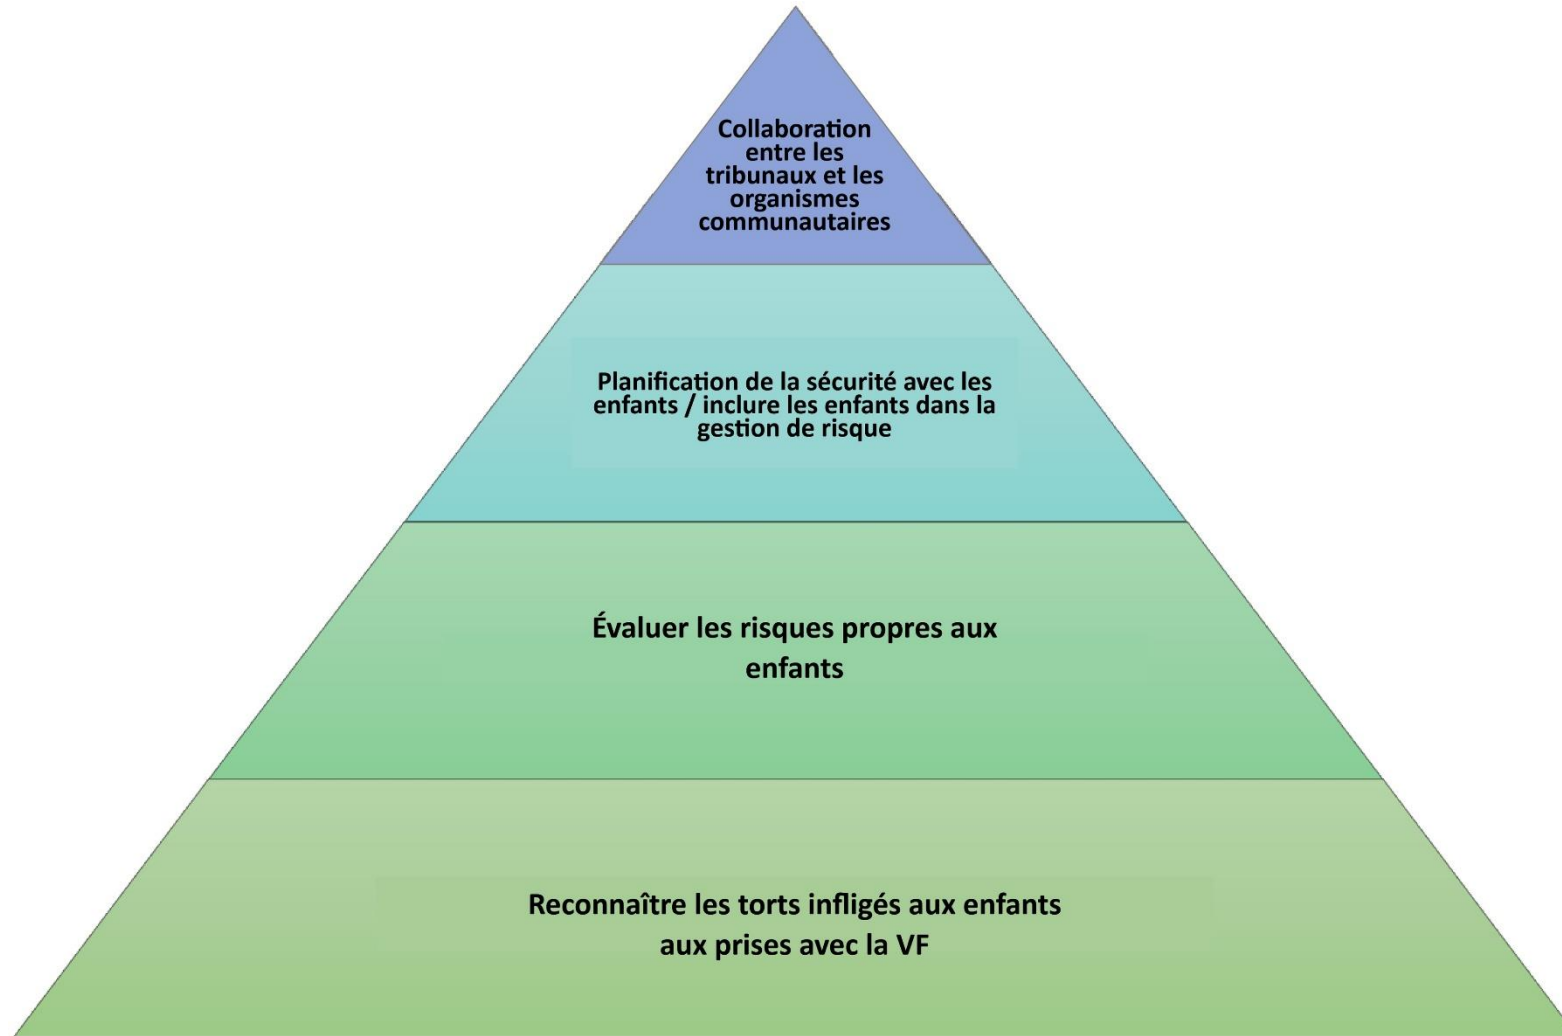 Collaboration
entre les
tribunaux et les
organismes
communautaires
Planification de la sécurité avec les
enfants / inclure les enfants dans la
gestion de risque
Évaluer les risques propres aux
enfants
Reconnaître les torts infligés aux enfants
aux prises avec la VF